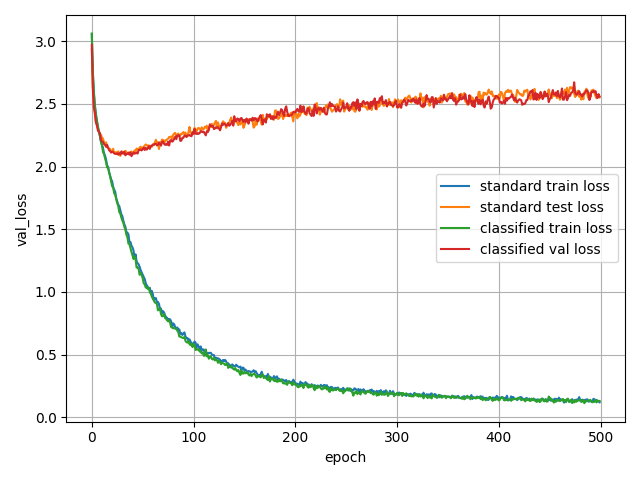 3.0
2.5
2.0
1.5
1.0
0.5
0.0
val_loss
standard train loss
standard test loss
classified train loss
classified val loss
0 100 200 300 400 500
epoch